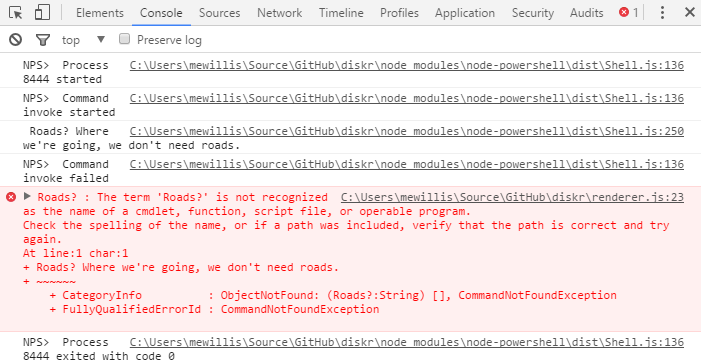 Elements Console Sources Network Timeline Profiles Application Security Audits 1
top Preserve log
NPS> Process C:\Users\mewillis\Source\GitHub\diskr\node_modules\node-powershell\dist\Shell.js:136
8444 started
NPS> Command C:\Users\mewillis\Source\GitHub\diskr\node_modules\node-powershell\dist\Shell.js:136
invoke started
Roads? Where C:\Users\mewillis\Source\GitHub\diskr\node_modules\node-powershell\dist\Shell.js:250
we're going, we don't need roads.
NPS> Command C:\Users\mewillis\Source\GitHub\diskr\node_modules\node-powershell\dist\Shell.js:136
invoke failed
Roads? : The term 'Roads?' is not recognized C:\Users\mewillis\Source\GitHub\diskr\renderer.js:23
as the name of a cmdlet, function, script file, or operable program.
Check the spelling of the name, or if a path was included, verify that the path is correct and try
again.
At line:1 char:1
+ Roads? Where we're going, we don't need roads.
+ ~~~~~~
+ CategoryInfo : ObjectNotFound: (Roads?:String) [], CommandNotFoundException
+ FullyQualifiedErrorId : CommandNotFoundException
NPS> Process C:\Users\mewillis\Source\GitHub\diskr\node_modules\node-powershell\dist\Shell.js:136
8444 exited with code 0